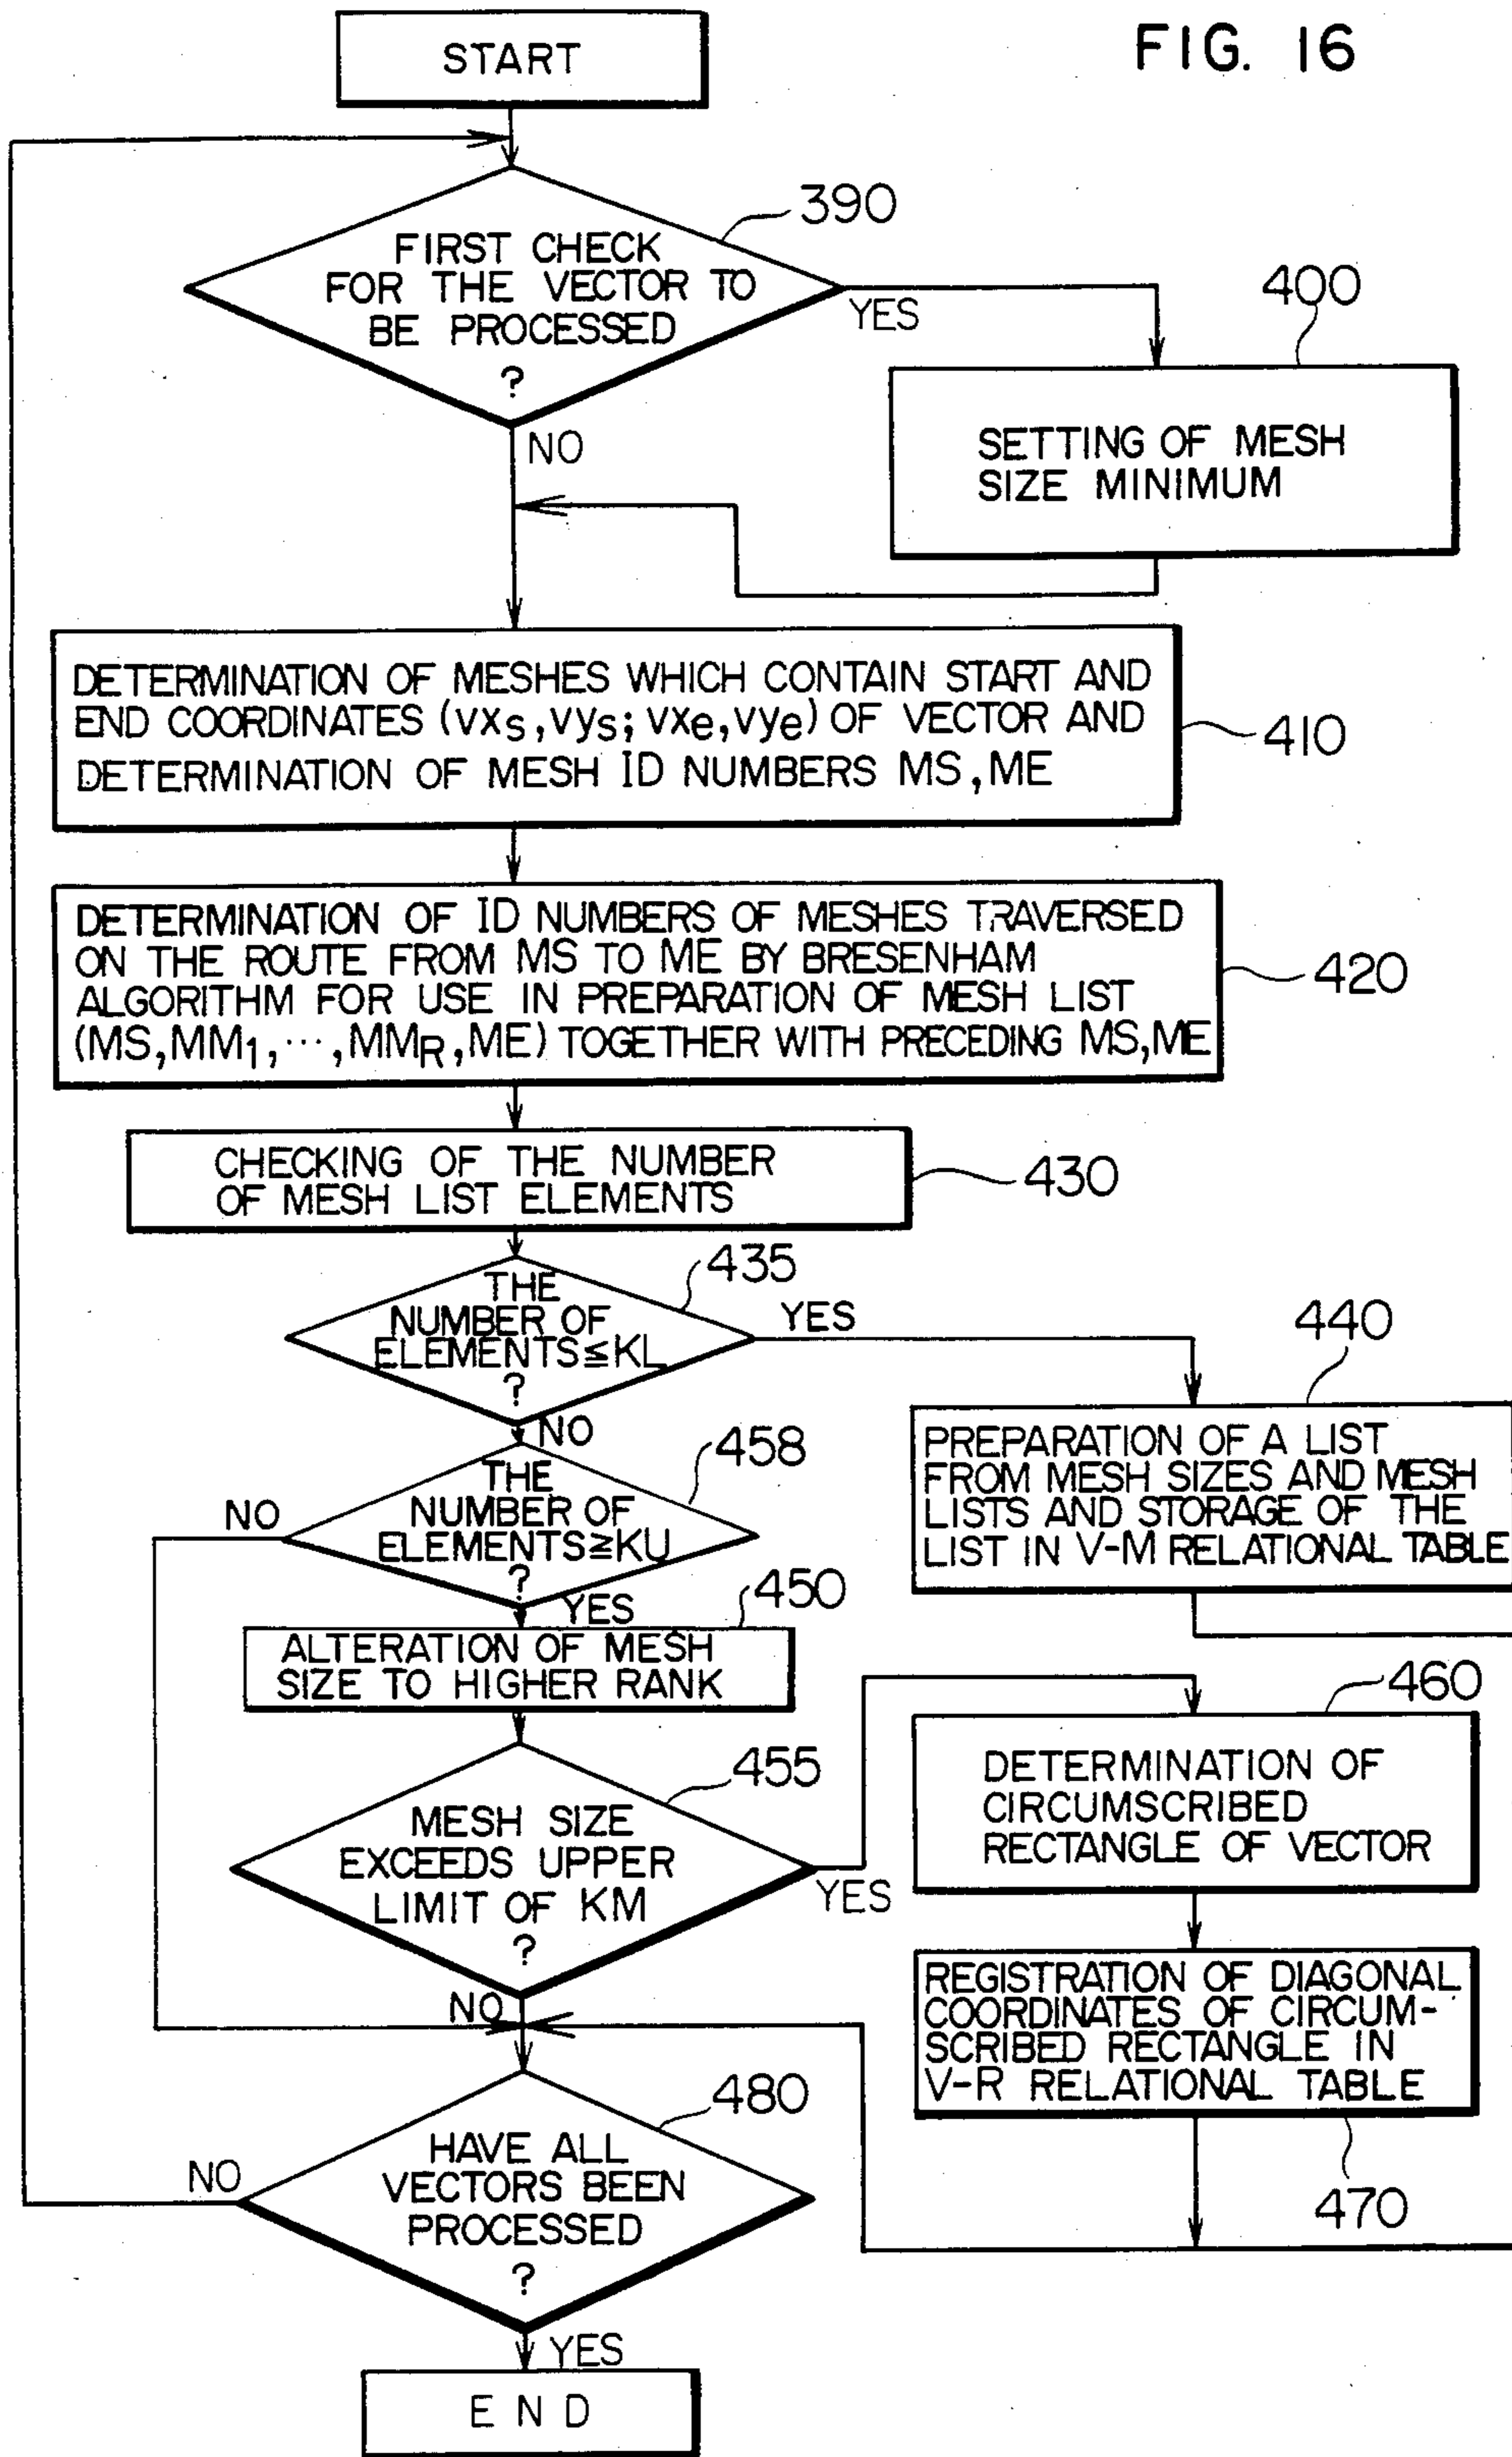 FIG. 16
START
390
FIRST CHECK
FOR THE VECTOR TO
BE PROCESSED
?
YES
NO
400
SETTING OF MESH
SIZE MINIMUM
DETERMINATION OF MESHES WHICH CONTAIN START AND
END COORDINATES (vxs,vys; vxe,vye) OF VECTOR AND
DETERMINATION OF MESH ID NUMBERS MS,ME
410
DETERMINATION OF ID NUMBERS OF MESHES TRAVERSED
ON THE ROUTE FROM MS TO ME BY BRESENHAM
ALGORITHM FOR USE IN PREPARATION OF MESH LIST
(MS,MM1,···,MMR,ME) TOGETHER WITH PRECEDING MS,ME
420
CHECKING OF THE NUMBER
OF MESH LIST ELEMENTS
430
435
THE
NUMBER OF
ELEMENTS≦KL
?
YES
NO
440
PREPARATION OF A LIST
FROM MESH SIZES AND MESH
LISTS AND STORAGE OF THE
LIST IN V-M RELATIONAL TABLE
458
THE
NUMBER OF
ELEMENTS≧KU
?
NO
YES
450
ALTERATION OF MESH
SIZE TO HIGHER RANK
455
MESH SIZE
EXCEEDS UPPER
LIMIT OF KM
?
YES
NO
460
DETERMINATION OF
CIRCUMSCRIBED
RECTANGLE OF VECTOR
REGISTRATION OF DIAGONAL
COORDINATES OF CIRCUM-
SCRIBED RECTANGLE IN
V-R RELATIONAL TABLE
470
480
HAVE ALL
VECTORS BEEN
PROCESSED
?
NO
YES
END